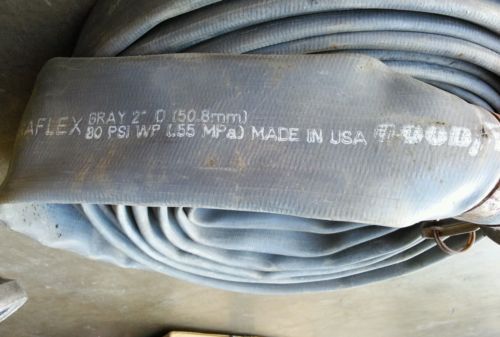 AFLEX GRAY 2" D (50.8mm)
80 PSI WP (.55 MPa) MADE IN USA